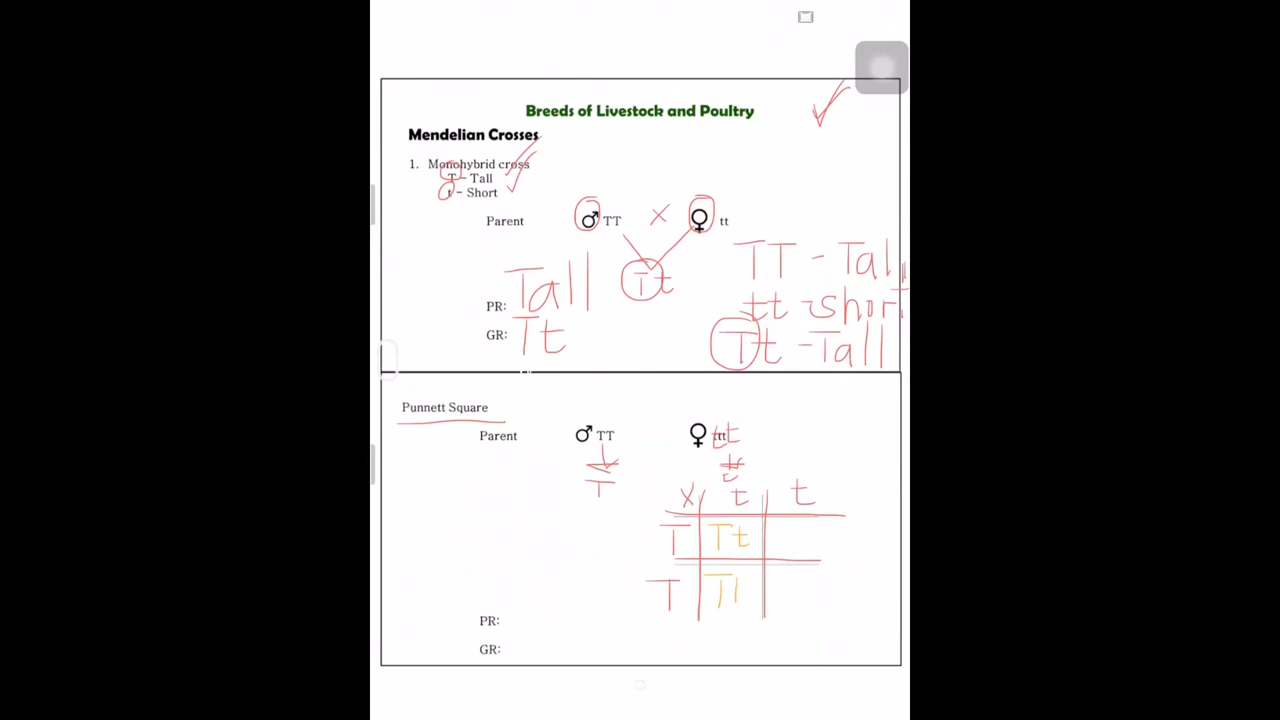 Breeds of Livestock and Poultry
Mendelian Crosses
1. Monohybrid cross
T - Tall
t - Short
Parent ♂ TT X ♀ tt
Tt
TT - Tall
tt - short
Tt - Tall
PR: Tall
GR: Tt
Punnett Square
Parent ♂ TT ♀ tt
T
X t t
T Tt
T
PR:
GR: